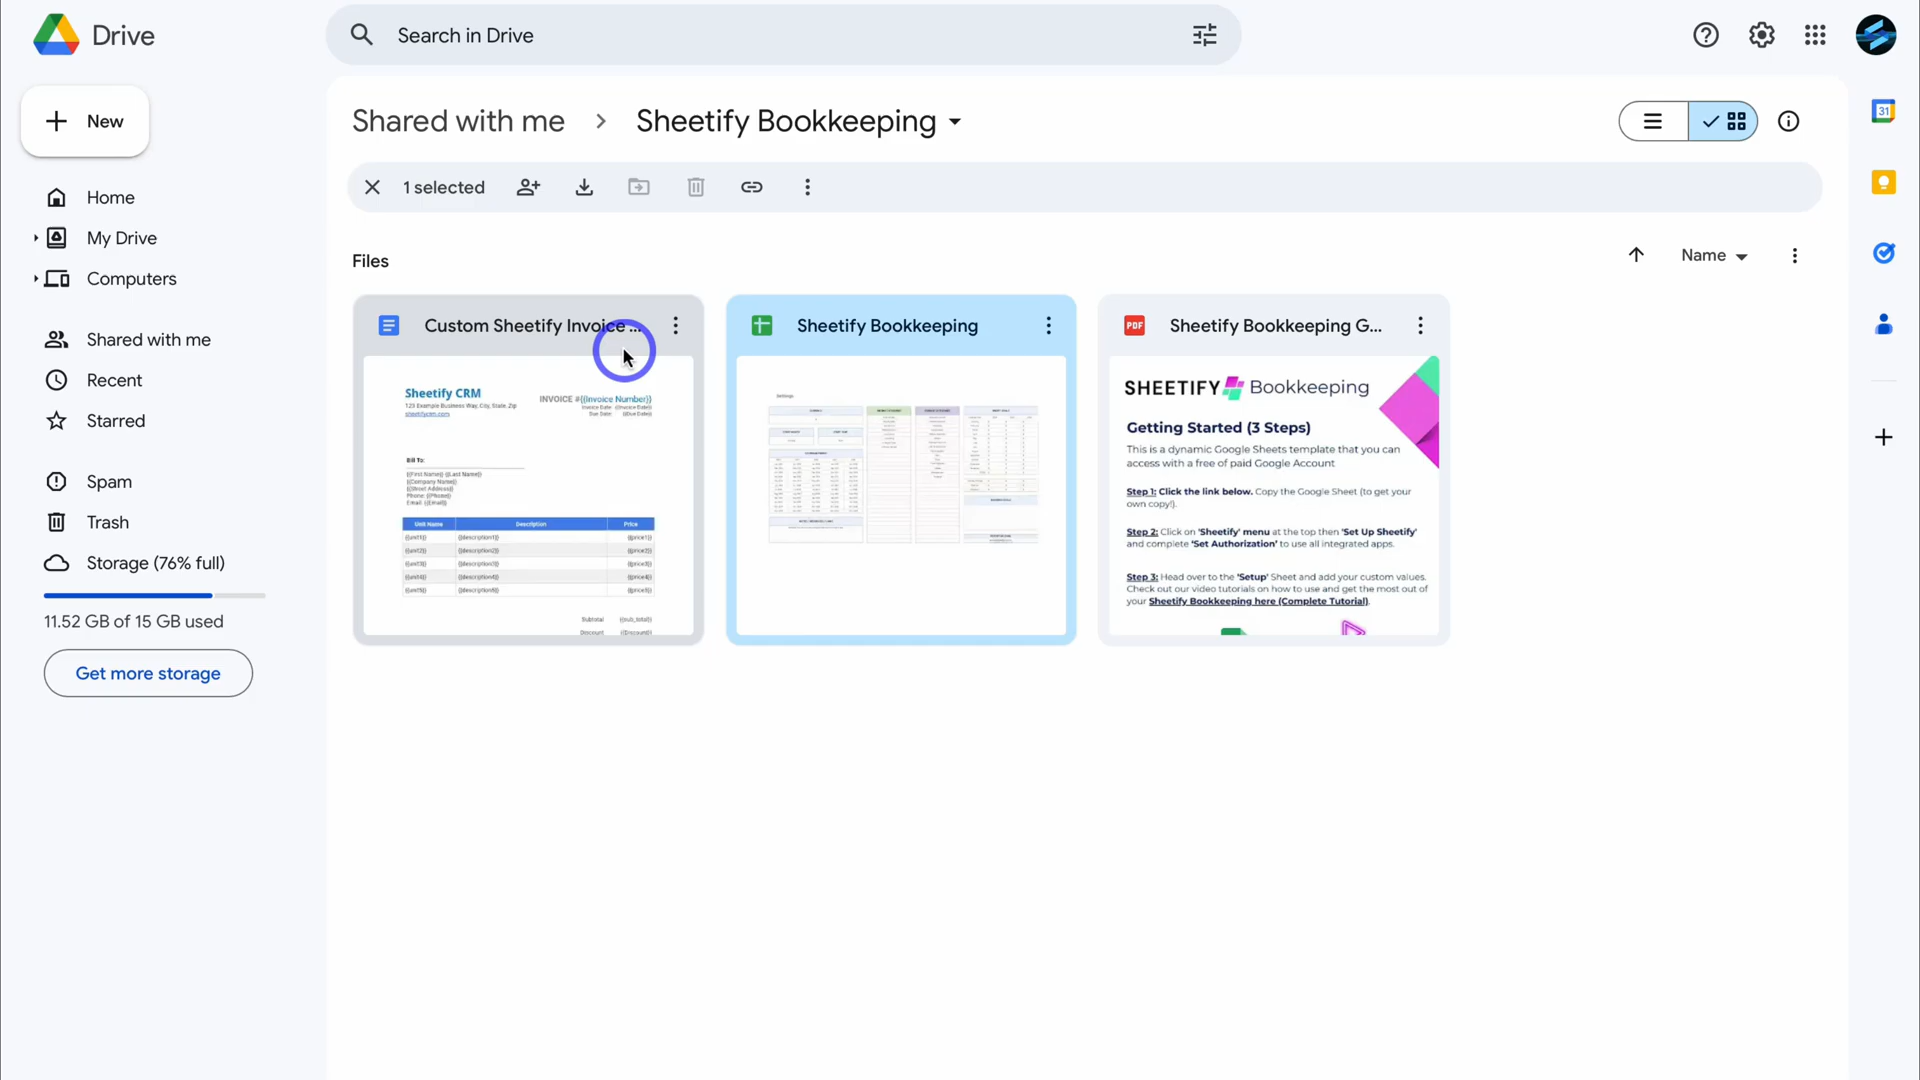 Drive
Search in Drive
New
Home
My Drive
Computers
Shared with me
Recent
Starred
Spam
Trash
Storage (76% full)
11.52 GB of 15 GB used
Get more storage
Shared with me > Sheetify Bookkeeping
1 selected
Files
Name
31
Custom Sheetify Invoice ...
Sheetify CRM
123 Example Business Way, City, State, Zip
sheetifycrm.com
INVOICE #{{Invoice Number}}
Invoice Date: {{Invoice Date}}
Due Date: {{Due Date}}
Bill To:
{{First Name}} {{Last Name}}
{{Company Name}}
{{Street Address}}
Phone: {{Phone}}
Email: {{Email}}
Unit Name Description Price
{{unit1}} {{description1}} {{price1}}
{{unit2}} {{description2}} {{price2}}
{{unit3}} {{description3}} {{price3}}
{{unit4}} {{description4}} {{price4}}
{{unit5}} {{description5}} {{price5}}
Subtotal {{sub_total}}
Discount {{Discount}}
Sheetify Bookkeeping
Settings
PDF
Sheetify Bookkeeping G...
SHEETIFY Bookkeeping
Getting Started (3 Steps)
This is a dynamic Google Sheets template that you can
access with a free of paid Google Account
Step 1: Click the link below. Copy the Google Sheet (to get your
own copy!).
Step 2: Click on 'Sheetify' menu at the top then 'Set Up Sheetify'
and complete 'Set Authorization' to use all integrated apps.
Step 3: Head over to the 'Setup' Sheet and add your custom values.
Check out our video tutorials on how to use and get the most out of
your Sheetify Bookkeeping here (Complete Tutorial).